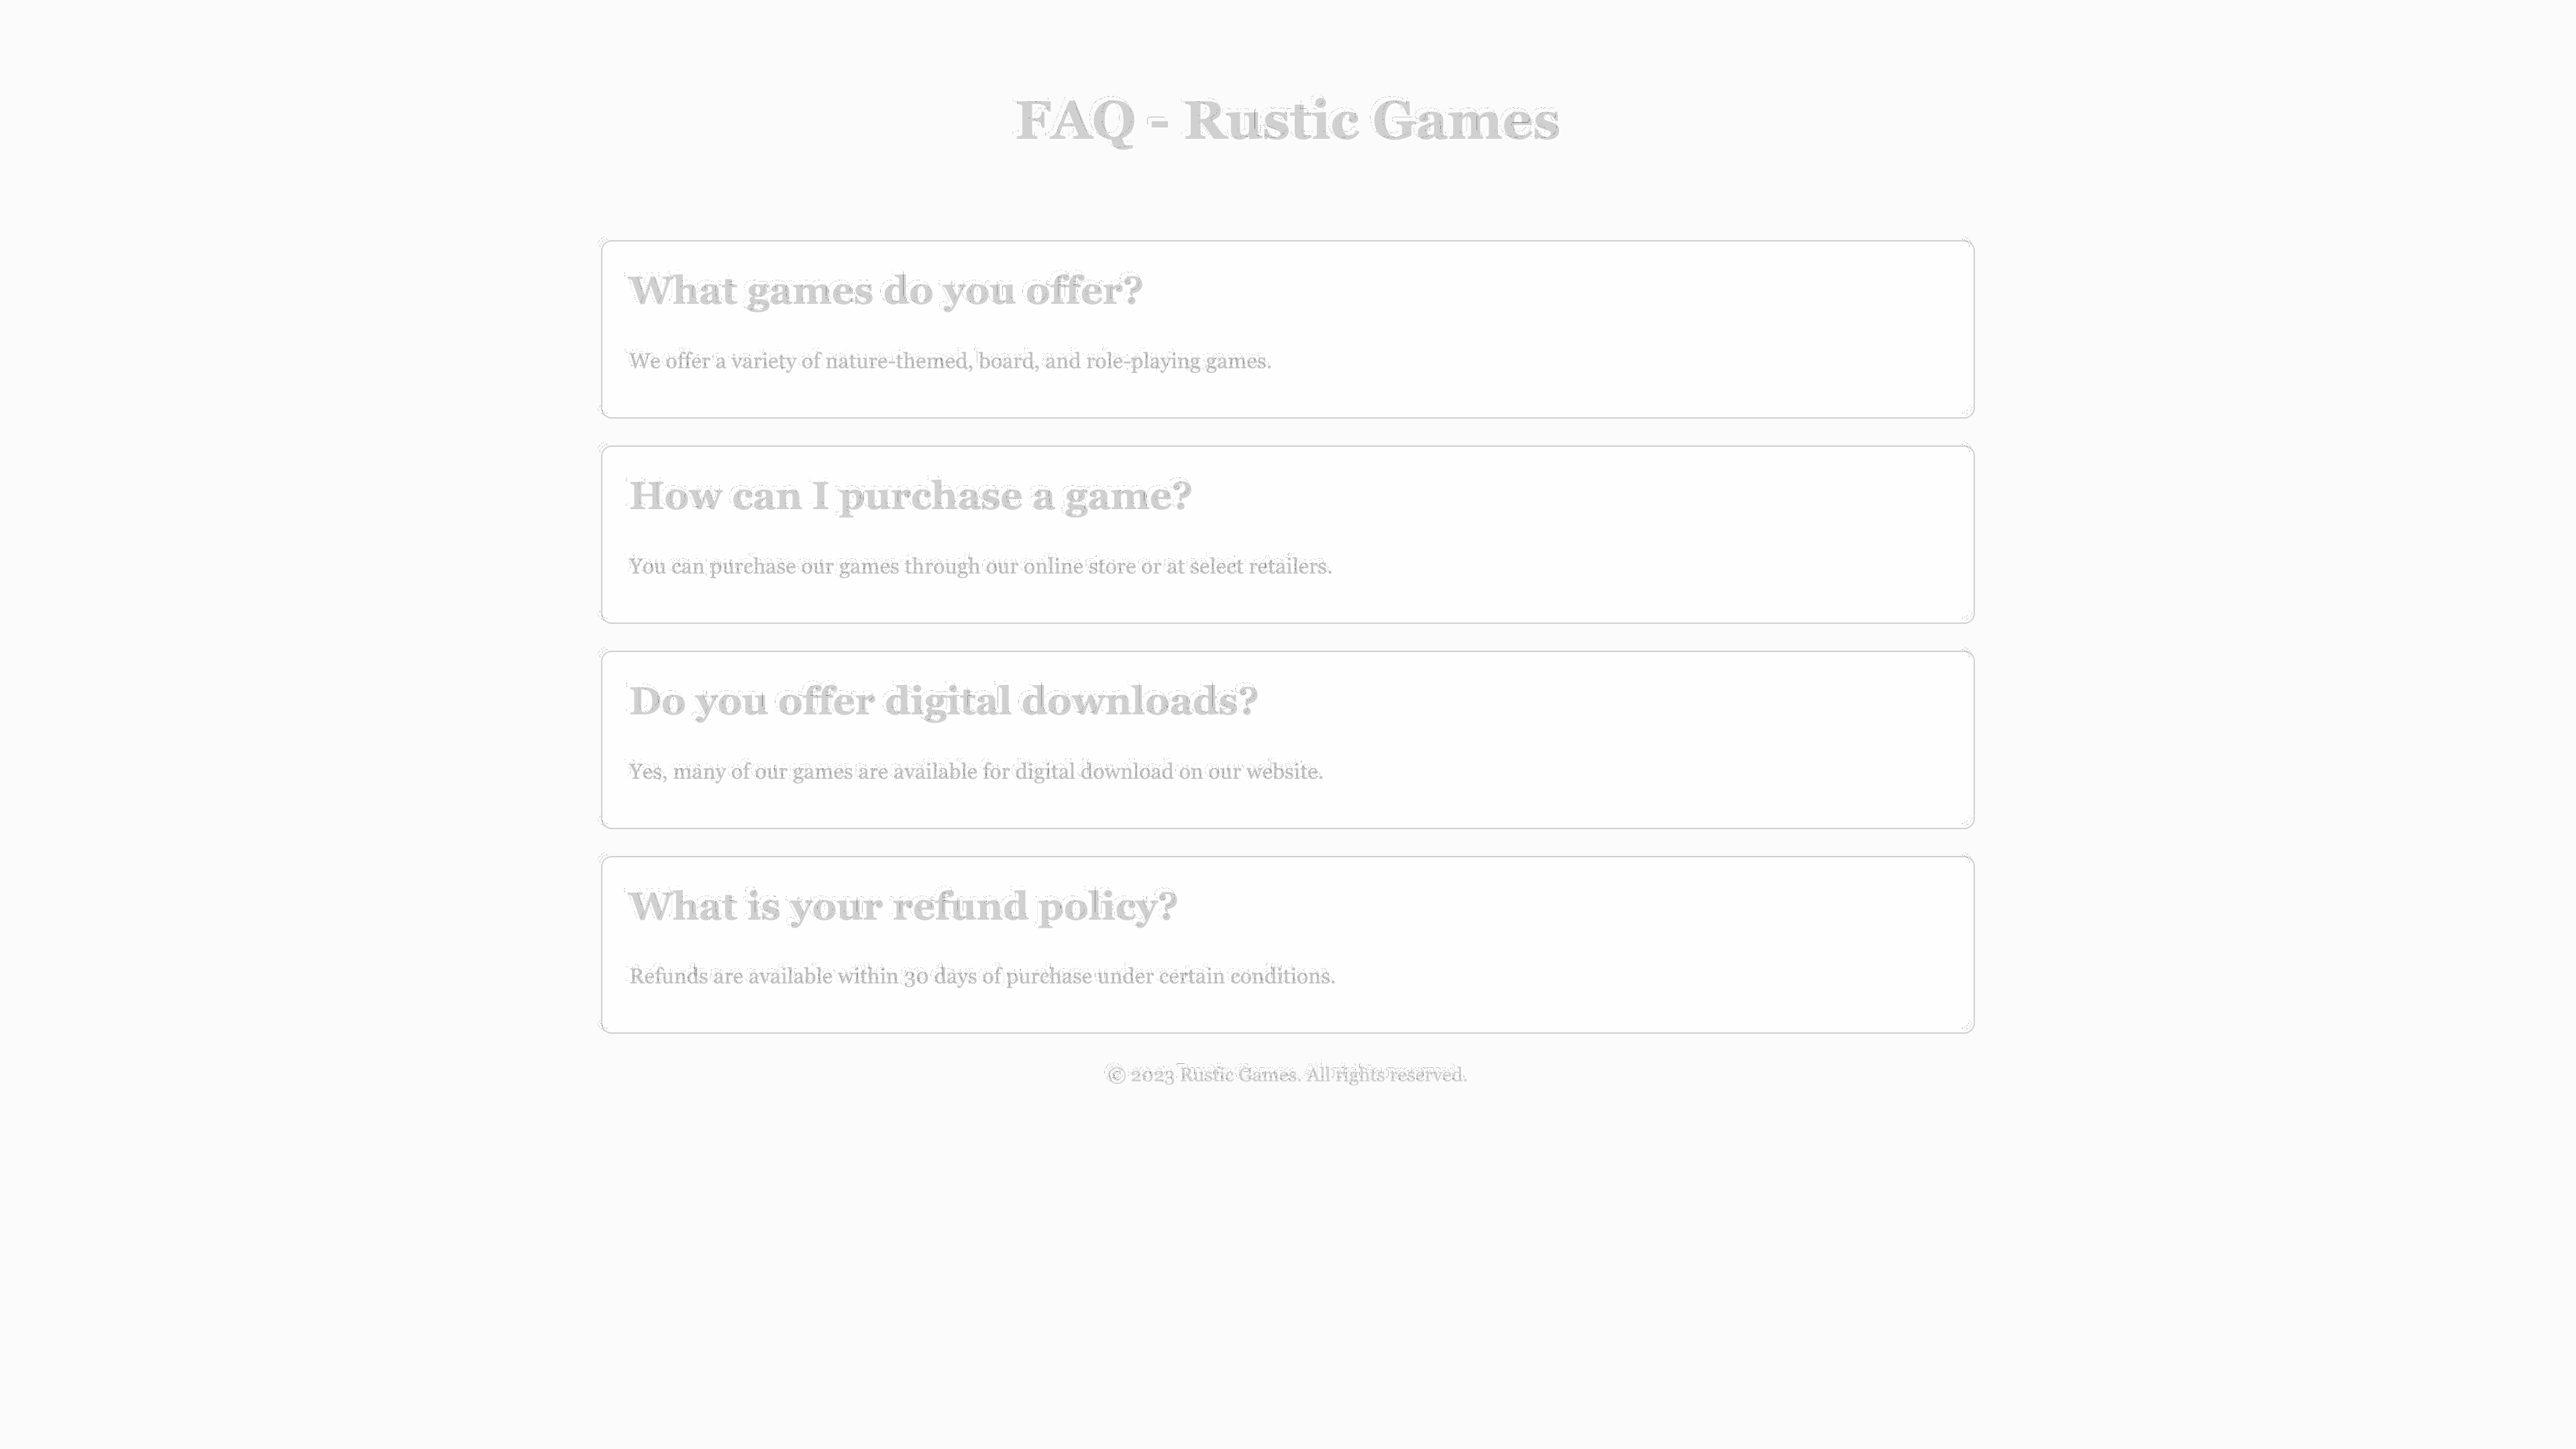 FAQ - Rustic Games
What games do you offer?
We offer a variety of nature-themed, board, and role-playing games.
How can I purchase a game?
You can purchase our games through our online store or at select retailers.
Do you offer digital downloads?
Yes, many of our games are available for digital download on our website.
What is your refund policy?
Refunds are available within 30 days of purchase under certain conditions.
© 2023 Rustic Games. All rights reserved.